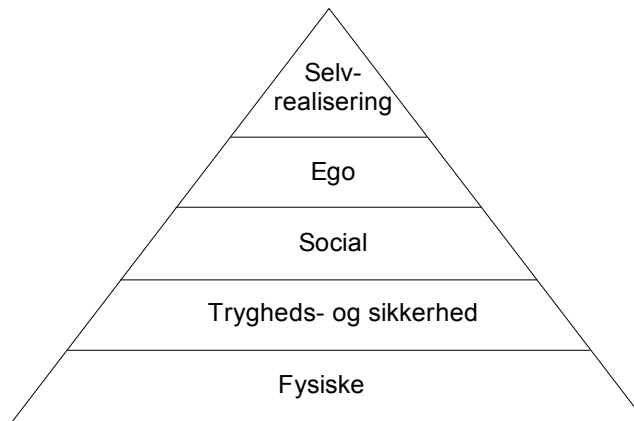 Selv-
realisering
Ego
Social
Trygheds- og sikkerhed
Fysiske